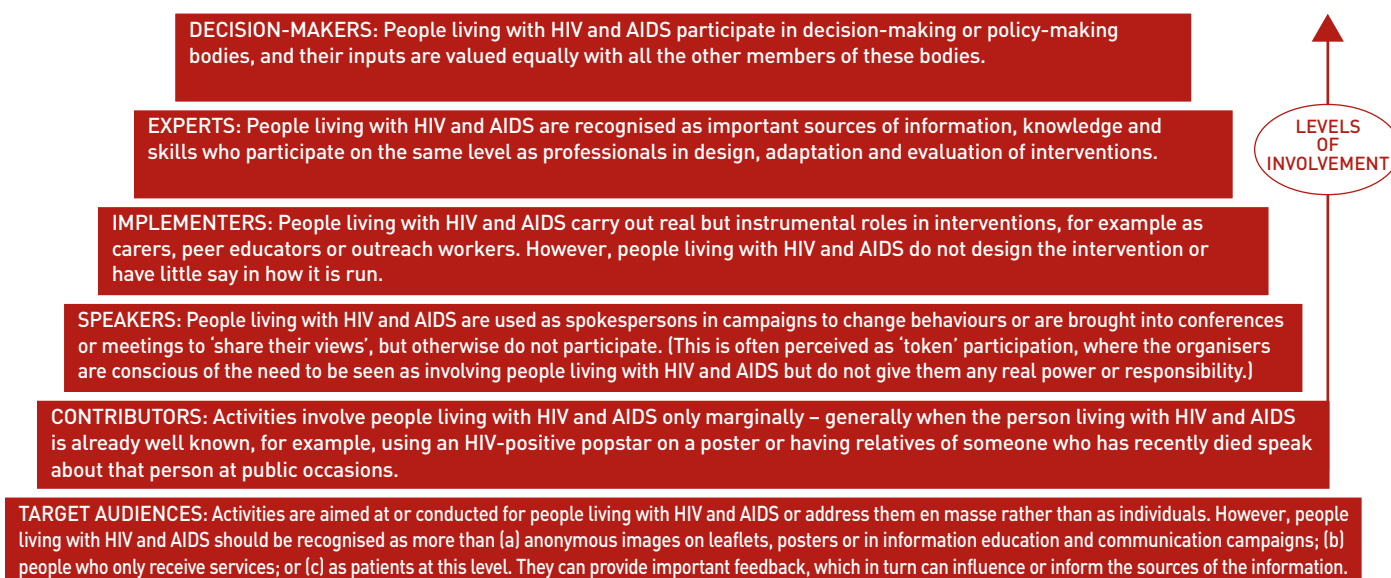 DECISION-MAKERS: People living with HIV and AIDS participate in decision-making or policy-making
bodies, and their inputs are valued equally with all the other members of these bodies.
EXPERTS: People living with HIV and AIDS are recognised as important sources of information, knowledge and
skills who participate on the same level as professionals in design, adaptation and evaluation of interventions.
LEVELS
OF
INVOLVEMENT
IMPLEMENTERS: People living with HIV and AIDS carry out real but instrumental roles in interventions, for example as
carers, peer educators or outreach workers. However, people living with HIV and AIDS do not design the intervention or
have little say in how it is run.
SPEAKERS: People living with HIV and AIDS are used as spokespersons in campaigns to change behaviours or are brought into conferences
or meetings to ‘share their views’, but otherwise do not participate. (This is often perceived as ‘token’ participation, where the organisers
are conscious of the need to be seen as involving people living with HIV and AIDS but do not give them any real power or responsibility.)
CONTRIBUTORS: Activities involve people living with HIV and AIDS only marginally – generally when the person living with HIV and AIDS
is already well known, for example, using an HIV-positive popstar on a poster or having relatives of someone who has recently died speak
about that person at public occasions.
TARGET AUDIENCES: Activities are aimed at or conducted for people living with HIV and AIDS or address them en masse rather than as individuals. However, people
living with HIV and AIDS should be recognised as more than (a) anonymous images on leaflets, posters or in information education and communication campaigns; (b)
people who only receive services; or (c) as patients at this level. They can provide important feedback, which in turn can influence or inform the sources of the information.